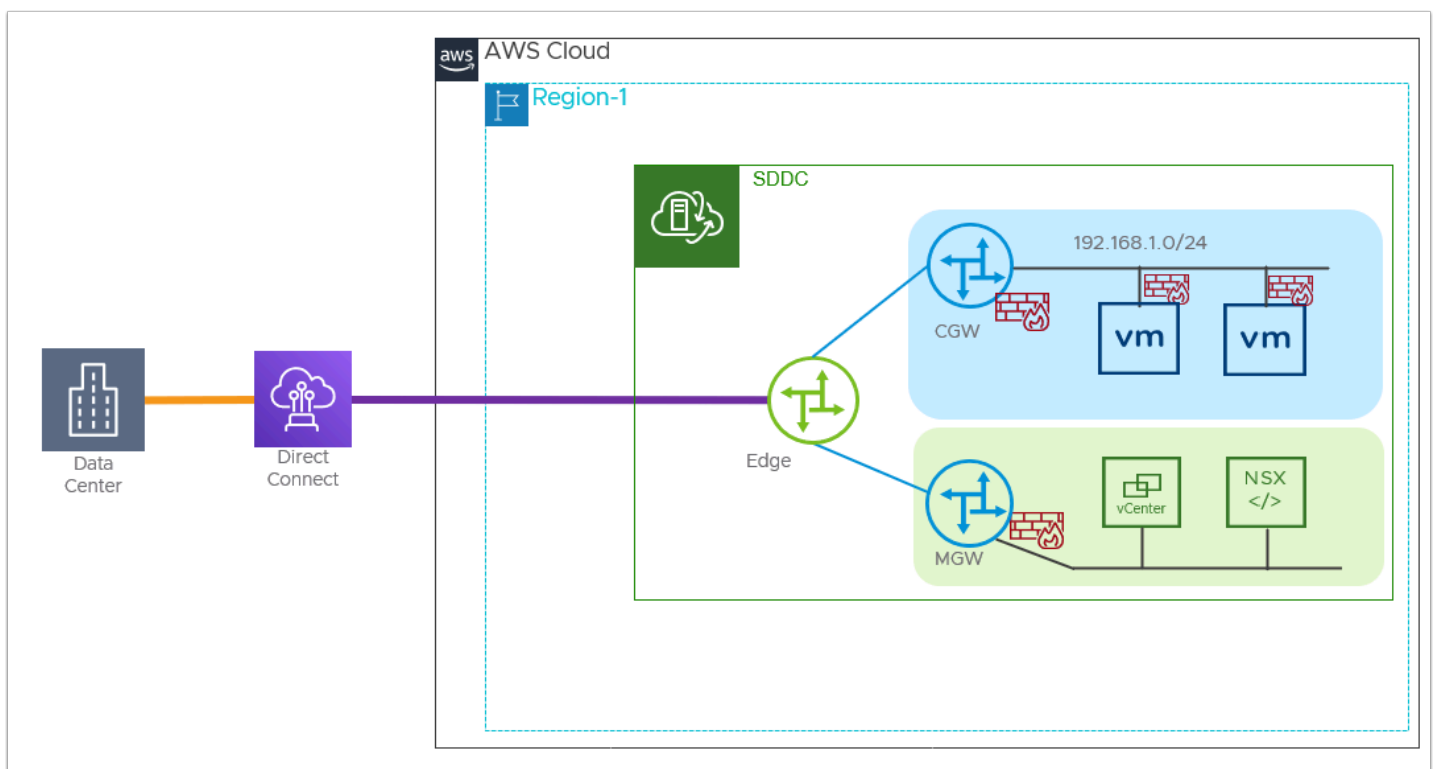 aws
AWS Cloud
Region-1
SDDC
192.168.1.0/24
CGW
vm
vm
Data
Center
Direct
Connect
Edge
MGW
vCenter
NSX
</>